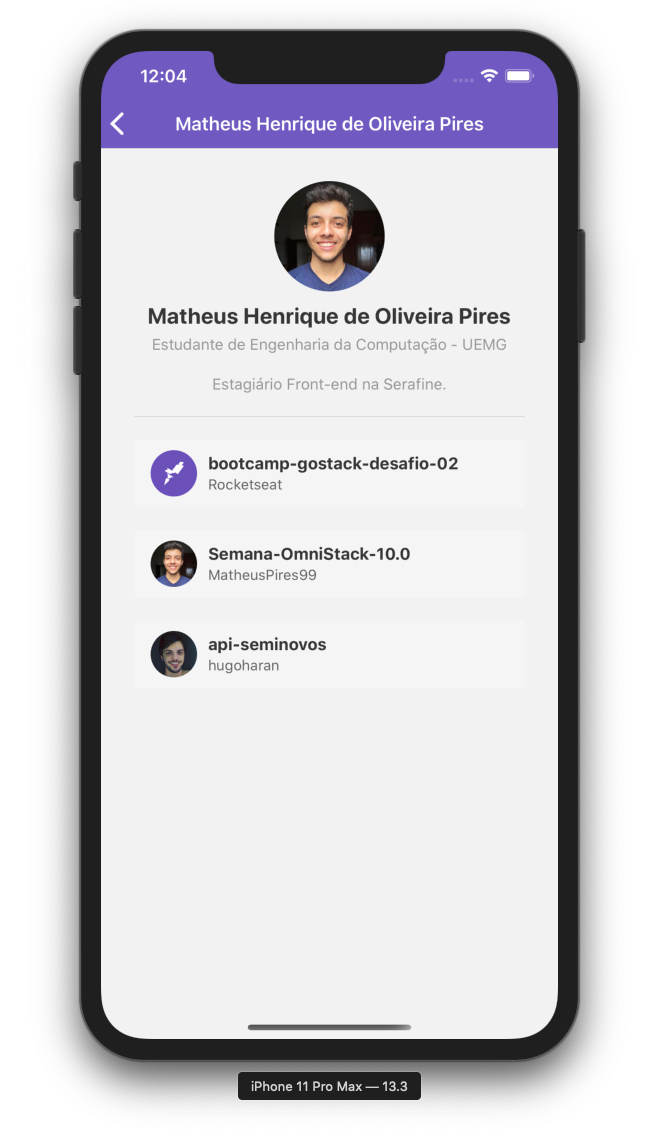 12:04
Matheus Henrique de Oliveira Pires
Matheus Henrique de Oliveira Pires
Estudante de Engenharia da Computação - UEMG
Estagiário Front-end na Serafine.
bootcamp-gostack-desafio-02
Rocketseat
Semana-OmniStack-10.0
MatheusPires99
api-seminovos
hugoharan
iPhone 11 Pro Max — 13.3